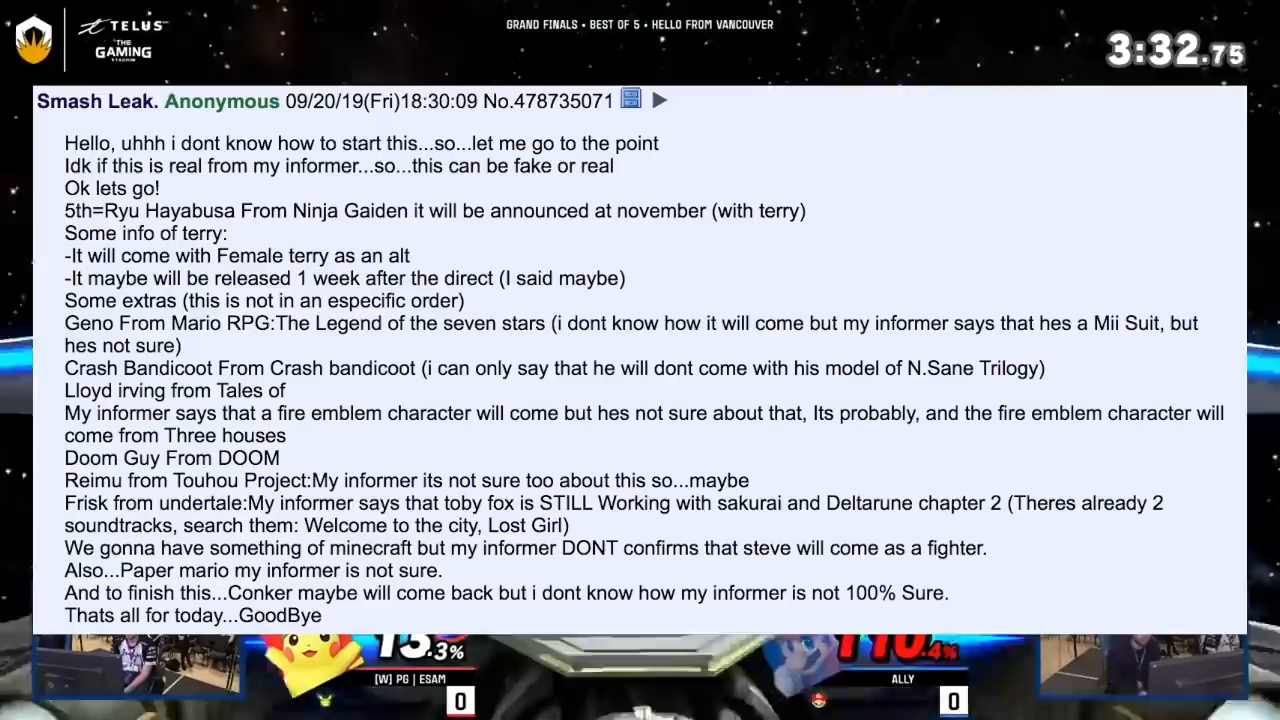 TELUS
THE
GAMING
STADIUM
GRAND FINALS • BEST OF 5 • HELLO FROM VANCOUVER
3:32.75
Smash Leak. Anonymous 09/20/19(Fri)18:30:09 No.478735071
Hello, uhhh i dont know how to start this...so...let me go to the point
Idk if this is real from my informer...so...this can be fake or real
Ok lets go!
5th=Ryu Hayabusa From Ninja Gaiden it will be announced at november (with terry)
Some info of terry:
-It will come with Female terry as an alt
-It maybe will be released 1 week after the direct (I said maybe)
Some extras (this is not in an especific order)
Geno From Mario RPG:The Legend of the seven stars (i dont know how it will come but my informer says that hes a Mii Suit, but
hes not sure)
Crash Bandicoot From Crash bandicoot (i can only say that he will dont come with his model of N.Sane Trilogy)
Lloyd irving from Tales of
My informer says that a fire emblem character will come but hes not sure about that, Its probably, and the fire emblem character will
come from Three houses
Doom Guy From DOOM
Reimu from Touhou Project:My informer its not sure too about this so...maybe
Frisk from undertale:My informer says that toby fox is STILL Working with sakurai and Deltarune chapter 2 (Theres already 2
soundtracks, search them: Welcome to the city, Lost Girl)
We gonna have something of minecraft but my informer DONT confirms that steve will come as a fighter.
Also...Paper mario my informer is not sure.
And to finish this...Conker maybe will come back but i dont know how my informer is not 100% Sure.
Thats all for today...GoodBye
13.3%
110.4%
[W] PG | ESAM
0
ALLY
0